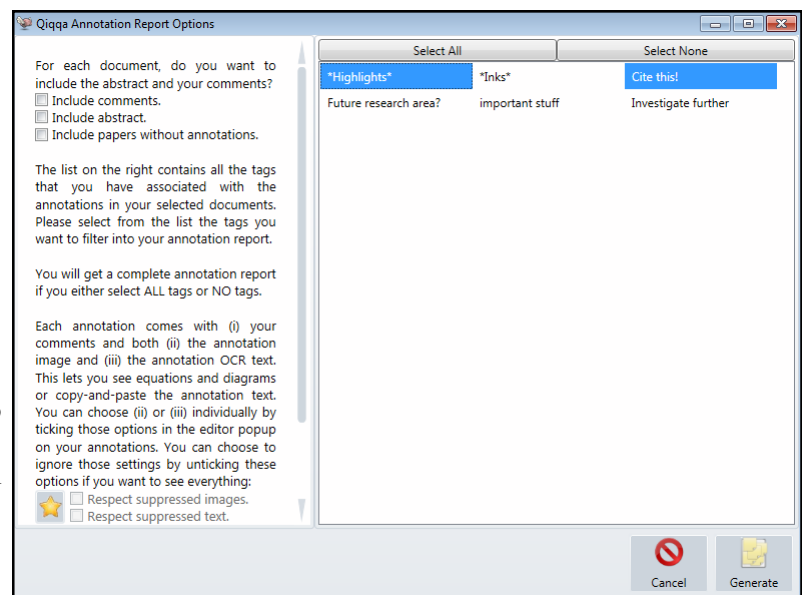 Qiqqa Annotation Report Options
For each document, do you want to
include the abstract and your comments?
Include comments.
Include abstract.
Include papers without annotations.
The list on the right contains all the tags
that you have associated with the
annotations in your selected documents.
Please select from the list the tags you
want to filter into your annotation report.
You will get a complete annotation report
if you either select ALL tags or NO tags.
Each annotation comes with (i) your
comments and both (ii) the annotation
image and (iii) the annotation OCR text.
This lets you see equations and diagrams
or copy-and-paste the annotation text.
You can choose (ii) or (iii) individually by
ticking those options in the editor popup
on your annotations. You can choose to
ignore those settings by unticking these
options if you want to see everything:
Respect suppressed images.
Respect suppressed text.
Select All Select None
*Highlights* *Inks* Cite this!
Future research area? important stuff Investigate further
Cancel Generate